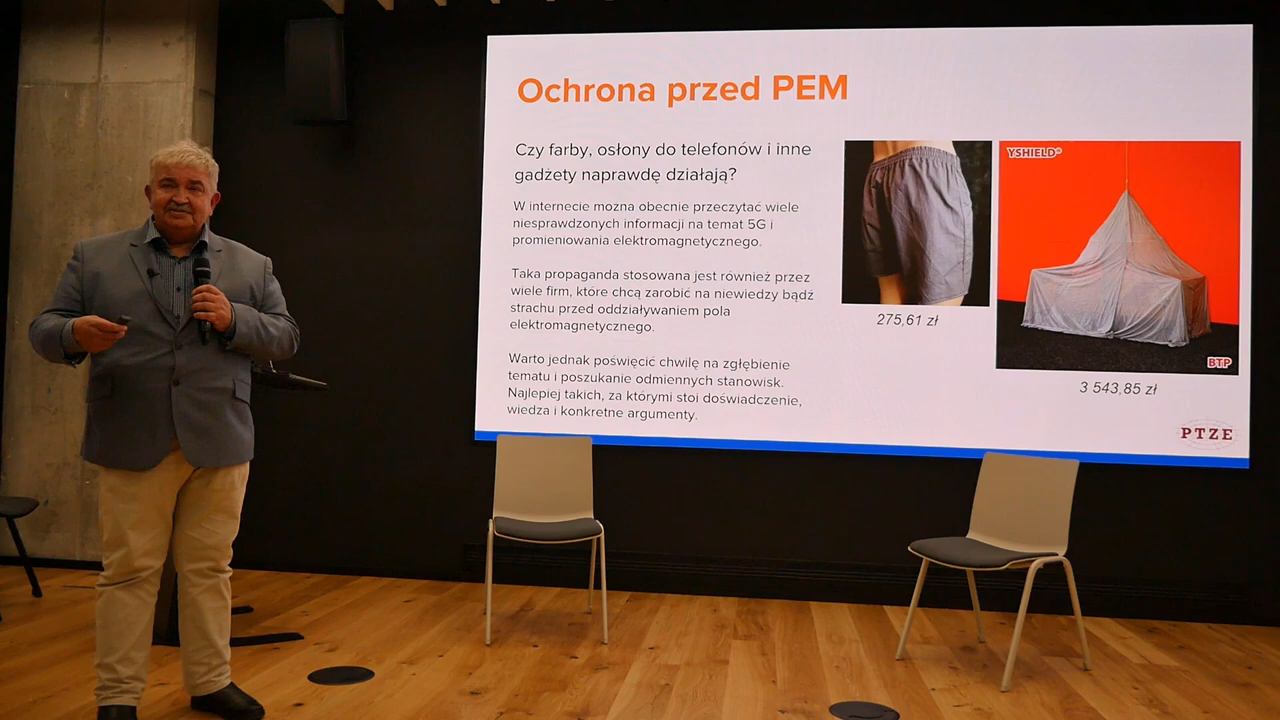 Ochrona przed PEM
Czy farby, osłony do telefonów i inne
gadżety naprawdę działają?
W internecie mozna obecnie przeczytać wiele
niesprawdzonych informacji na temat 5G i
promieniowania elektromagnetycznego.
Taka propaganda stosowana jest również przez
wiele firm, które chcą zarobić na niewiedzy bądź
strachu przed oddziaływaniem pola
elektromagnetycznego.
Warto jednak poświęcić chwilę na zgłębienie
tematu i poszukanie odmiennych stanowisk.
Najlepiej takich, za którymi stoi doświadczenie,
wiedza i konkretne argumenty.
275,61 zł
YSHIELD®
BTP
3 543,85 zł
PTZE